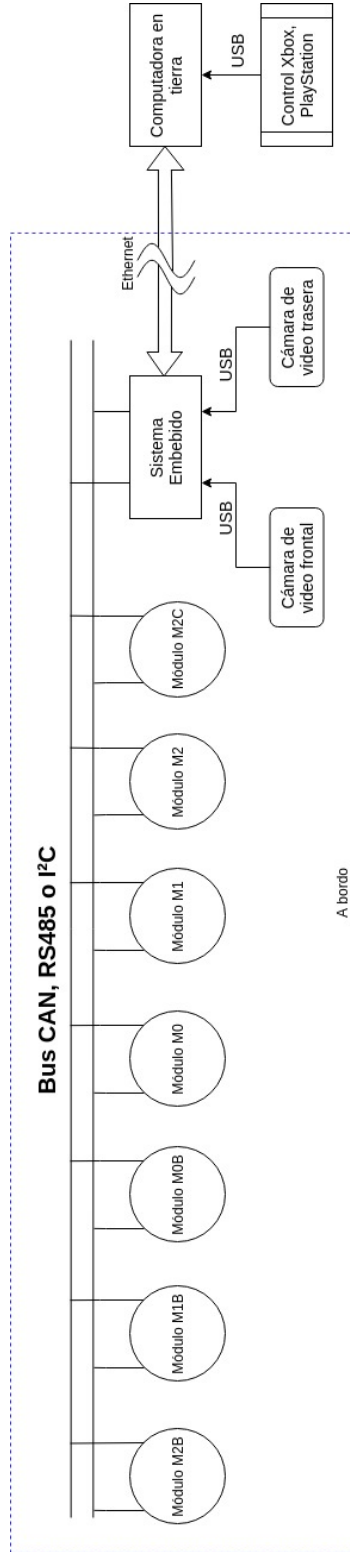 Bus CAN, RS485 o I²C
Módulo M2B
Módulo M1B
Módulo M0B
Módulo M0
Módulo M1
Módulo M2
Módulo M2C
Sistema
Embebido
Ethernet
Computadora en
tierra
USB
Control Xbox,
PlayStation
USB
Cámara de
video frontal
USB
Cámara de
video trasera
A bordo